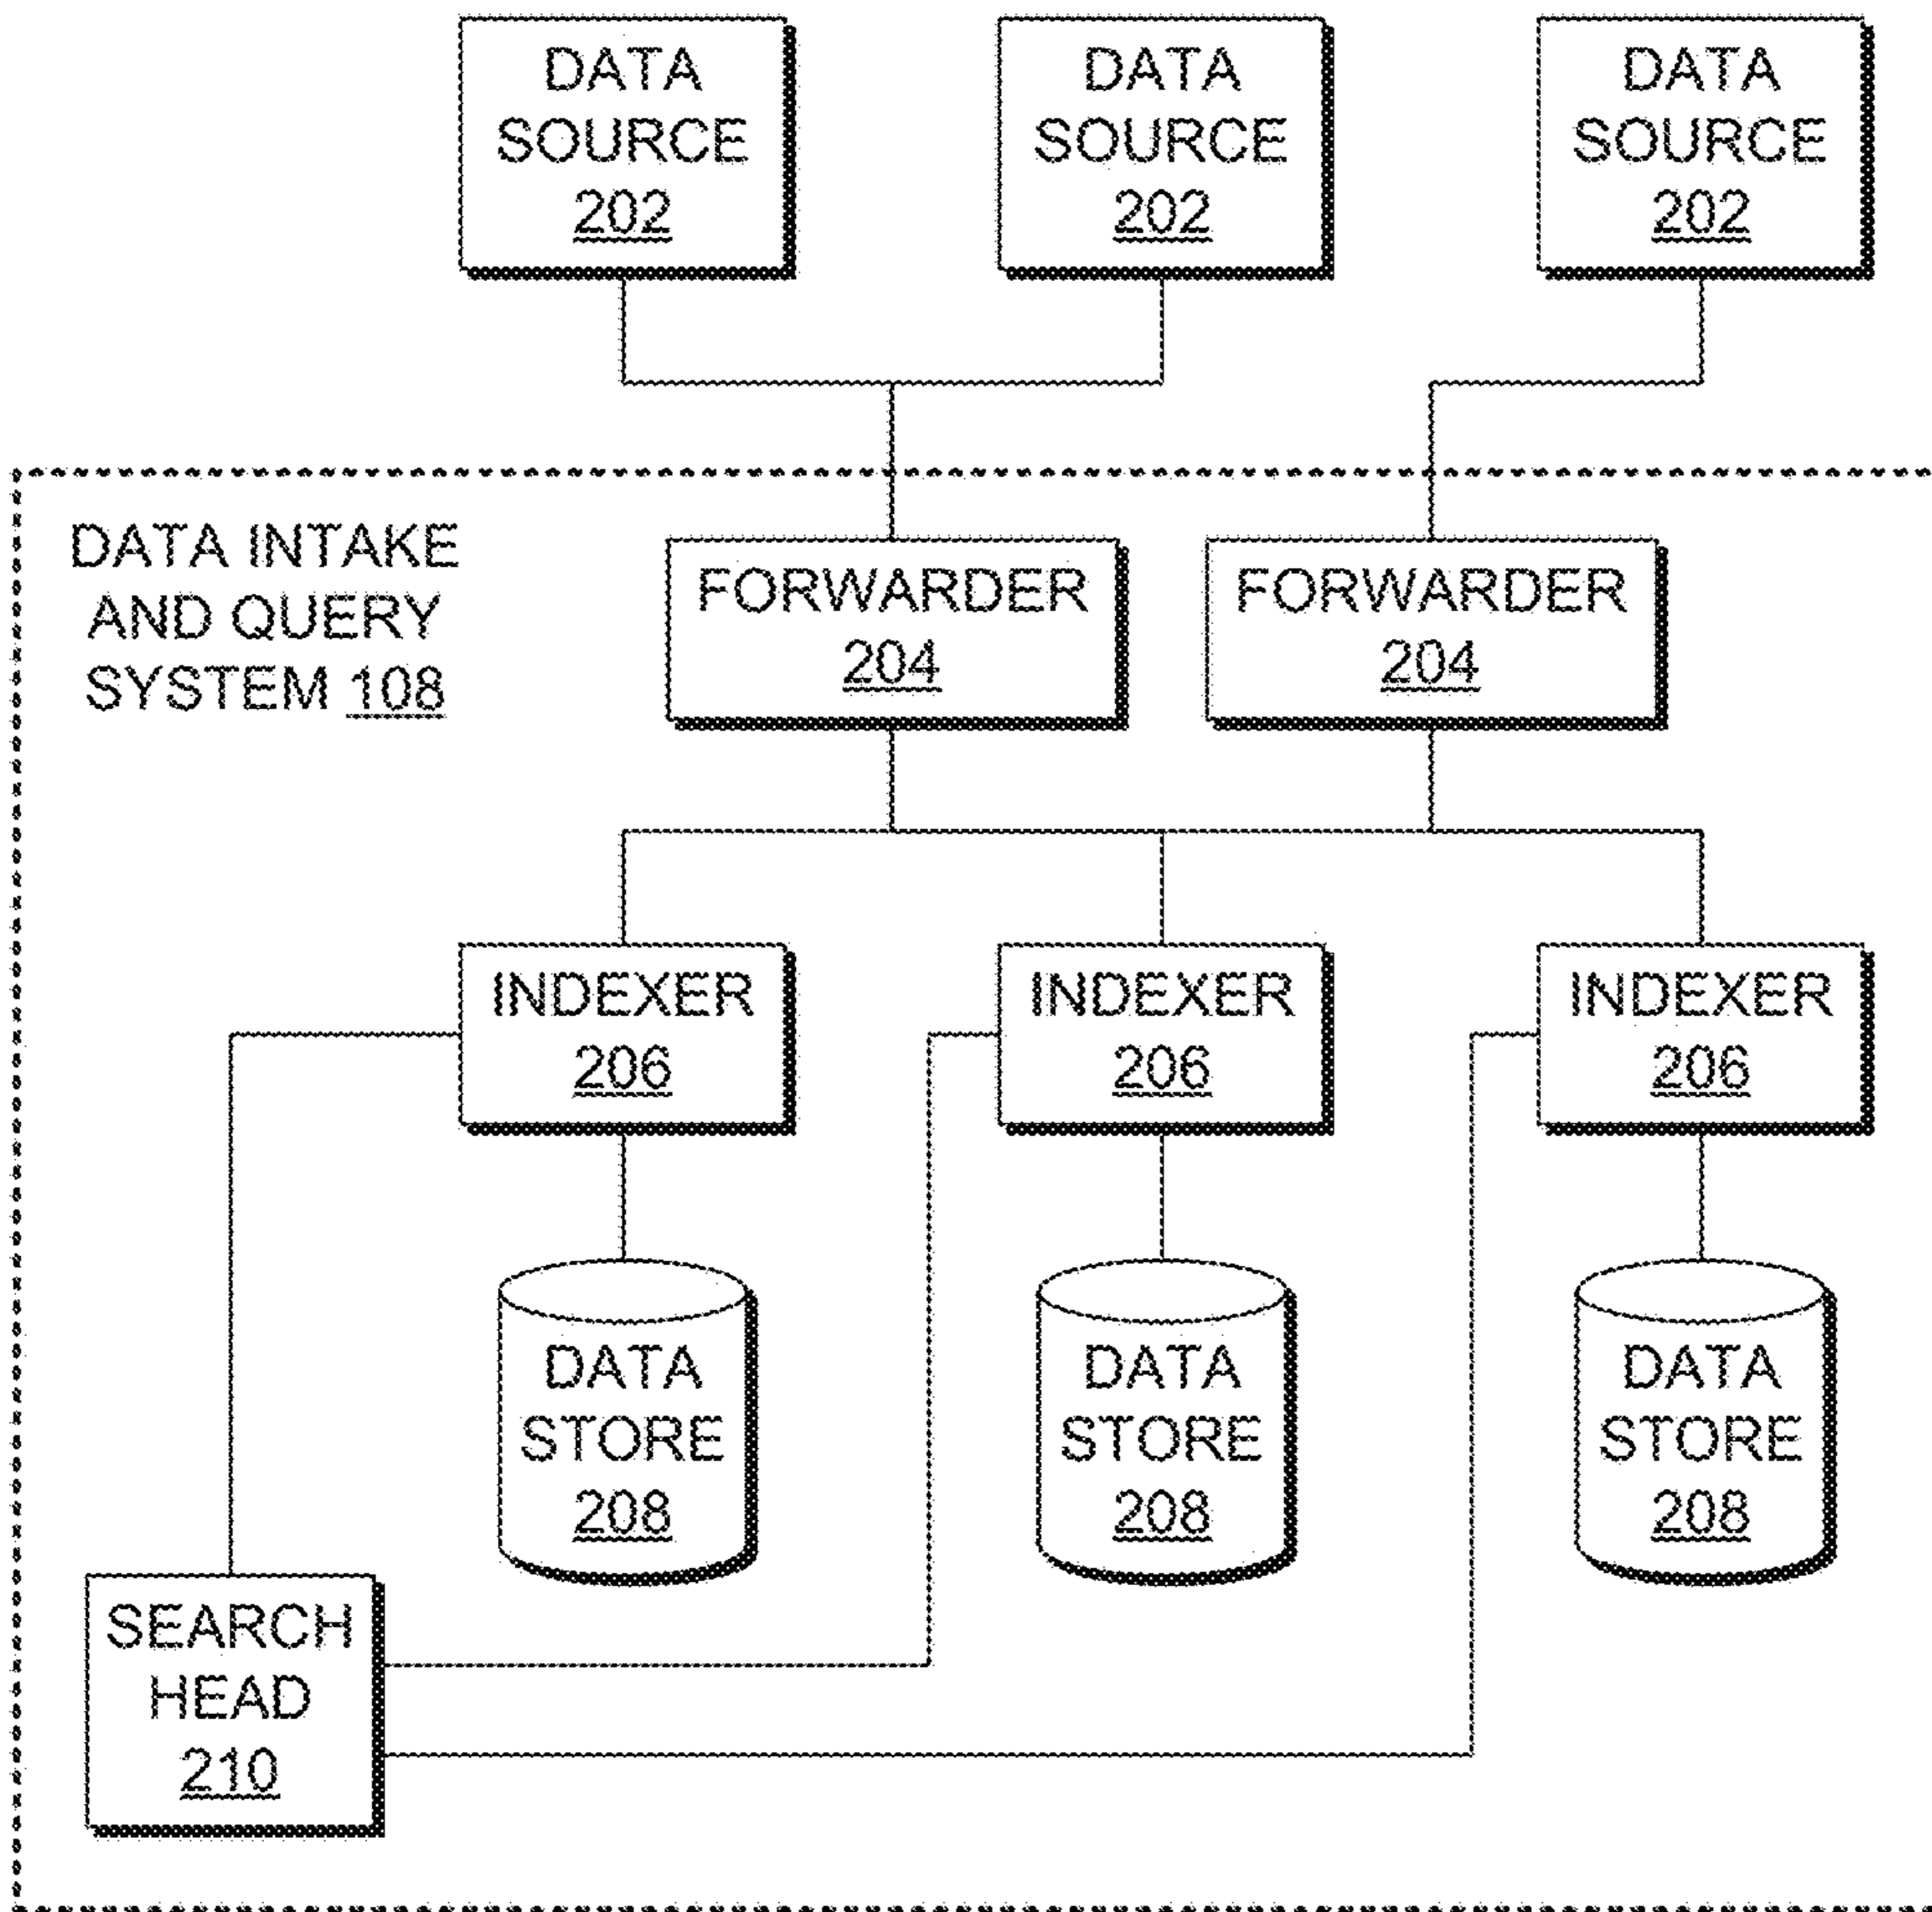 DATA
SOURCE
202
DATA
SOURCE
202
DATA
SOURCE
202
DATA INTAKE
AND QUERY
SYSTEM 108
FORWARDER
204
FORWARDER
204
INDEXER
206
INDEXER
206
INDEXER
206
DATA
STORE
208
DATA
STORE
208
DATA
STORE
208
SEARCH
HEAD
210